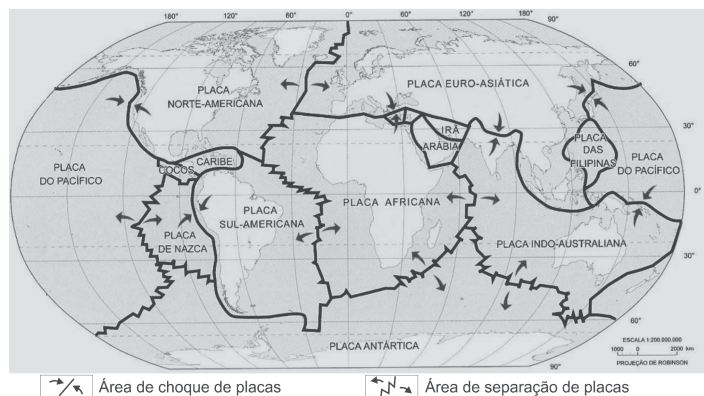 180° 120° 60° 0° 60° 120° 180°
90° 90°
60°
PLACA
NORTE-AMERICANA
PLACA EURO-ASIÁTICA
IRÃ
ARÁBIA
30°
PLACA
DAS
FILIPINAS
PLACA
DO PACÍFICO
COCOS
CARIBE
PLACA
DO PACÍFICO
0°
PLACA
SUL-AMERICANA
PLACA AFRICANA
PLACA
DE NAZCA
PLACA INDO-AUSTRALIANA
30°
60°
PLACA ANTÁRTICA
90°
ESCALA 1:200.000.000
1000 0 2000 km
PROJEÇÃO DE ROBINSON
Área de choque de placas
Área de separação de placas